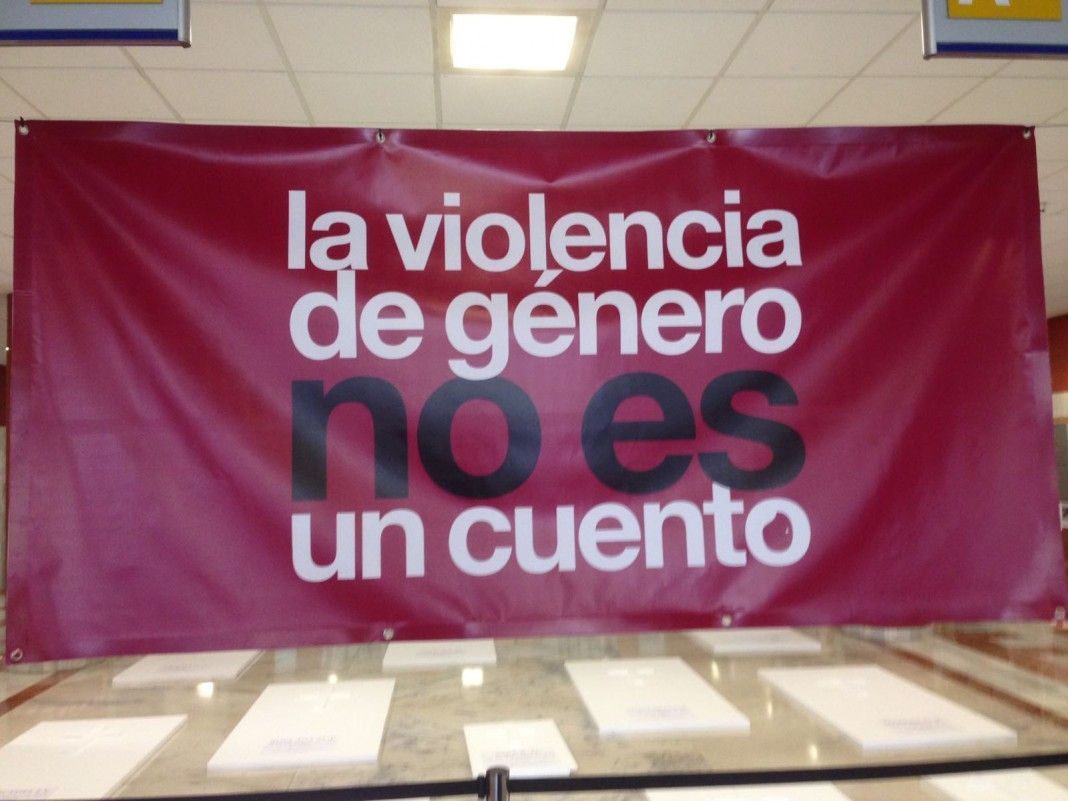 la violencia
de género
no es
un cuento